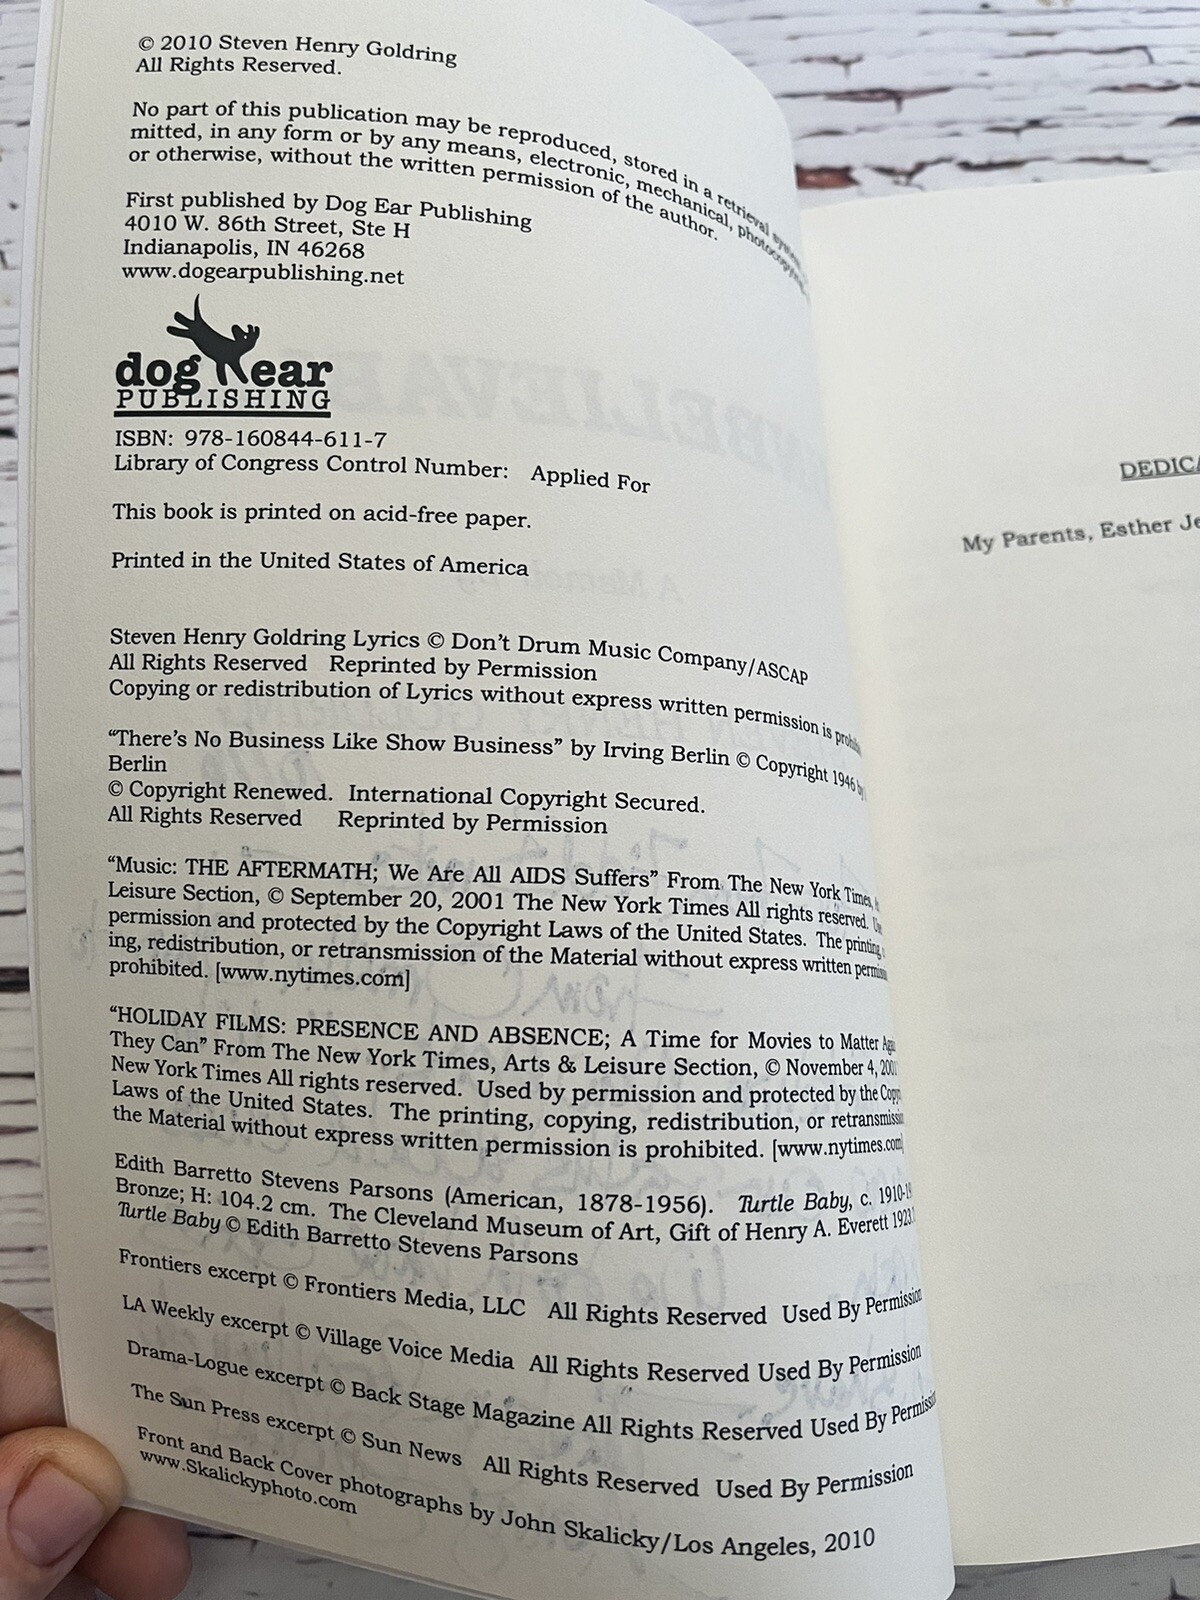 © 2010 Steven Henry Goldring
All Rights Reserved.
No part of this publication may be reproduced, stored in a retrieval
mitted, in any form or by any means, electronic, mechanical, photocopying,
or otherwise, without the written permission of the author.
First published by Dog Ear Publishing
4010 W. 86th Street, Ste H
Indianapolis, IN 46268
www.dogearpublishing.net
dog ear
PUBLISHING
ISBN: 978-160844-611-7
Library of Congress Control Number: Applied For
This book is printed on acid-free paper.
Printed in the United States of America
Steven Henry Goldring Lyrics © Don't Drum Music Company/ASCAP
All Rights Reserved Reprinted by Permission
Copying or redistribution of Lyrics without express written permission is
"There's No Business Like Show Business" by Irving Berlin © Copyright 1946 by
Berlin
© Copyright Renewed. International Copyright Secured.
All Rights Reserved Reprinted by Permission
"Music: THE AFTERMATH; We Are All AIDS Suffers" From The New York Times,
Leisure Section, © September 20, 2001 The New York Times All rights reserved.
permission and protected by the Copyright Laws of the United States. The printing
ing, redistribution, or retransmission of the Material without express written
prohibited. [www.nytimes.com]
"HOLIDAY FILMS: PRESENCE AND ABSENCE; A Time for Movies to Matter
They Can" From The New York Times, Arts & Leisure Section, © November 4,
New York Times All rights reserved. Used by permission and protected by the
Laws of the United States. The printing, copying, redistribution, or
the Material without express written permission is prohibited. [www.nytimes.com]
Edith Barretto Stevens Parsons (American, 1878-1956). Turtle Baby, c.
Bronze; H: 104.2 cm. The Cleveland Museum of Art, Gift of Henry A. Everett 1923.
Turtle Baby © Edith Barretto Stevens Parsons
Frontiers excerpt © Frontiers Media, LLC All Rights Reserved Used By Permission
LA Weekly excerpt © Village Voice Media All Rights Reserved Used By Permission
Drama-Logue excerpt © Back Stage Magazine All Rights Reserved Used By
The Sun Press excerpt © Sun News All Rights Reserved Used By Permission
Front and Back Cover photographs by John Skalicky/Los Angeles, 2010
www.Skalickyphoto.com
DEDICA
My Parents, Esther Je